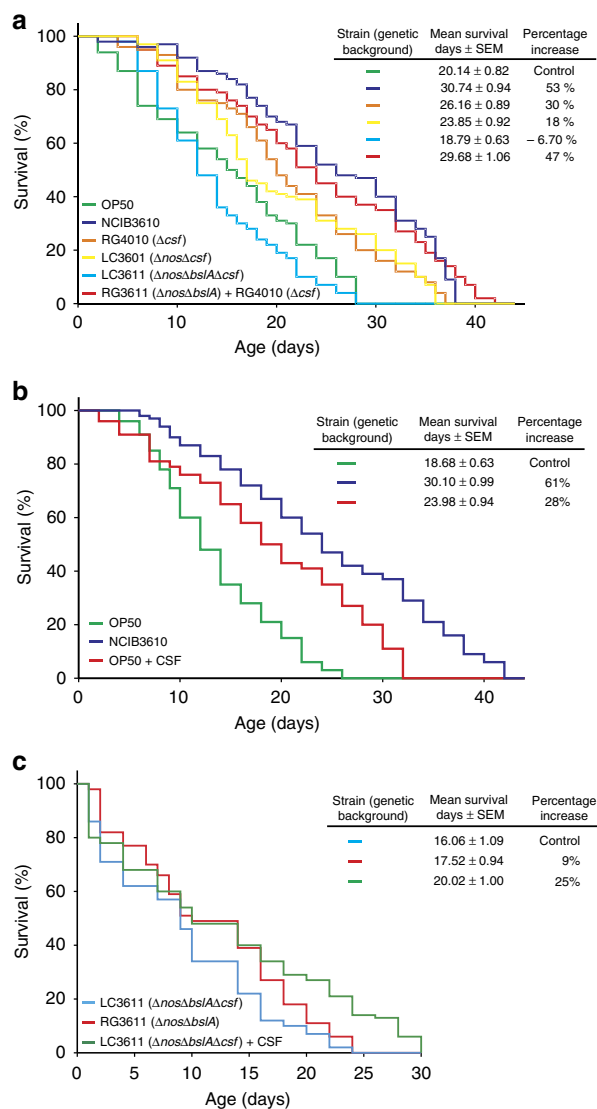 a
Strain (genetic background) Mean survival days ± SEM Percentage increase
20.14 ± 0.82 Control
30.74 ± 0.94 53 %
26.16 ± 0.89 30 %
23.85 ± 0.92 18 %
18.79 ± 0.63 – 6.70 %
29.68 ± 1.06 47 %
Survival (%)
100
80
60
40
20
0
OP50
NCIB3610
RG4010 (Δcsf)
LC3601 (ΔnosΔcsf)
LC3611 (ΔnosΔbslAΔcsf)
RG3611 (ΔnosΔbslA) + RG4010 (Δcsf)
0 10 20 30 40
Age (days)
b
Strain (genetic background) Mean survival days ± SEM Percentage increase
18.68 ± 0.63 Control
30.10 ± 0.99 61%
23.98 ± 0.94 28%
Survival (%)
100
80
60
40
20
0
OP50
NCIB3610
OP50 + CSF
0 10 20 30 40
Age (days)
c
Strain (genetic background) Mean survival days ± SEM Percentage increase
16.06 ± 1.09 Control
17.52 ± 0.94 9%
20.02 ± 1.00 25%
Survival (%)
100
80
60
40
20
0
LC3611 (ΔnosΔbslAΔcsf)
RG3611 (ΔnosΔbslA)
LC3611 (ΔnosΔbslAΔcsf) + CSF
0 5 10 15 20 25 30
Age (days)